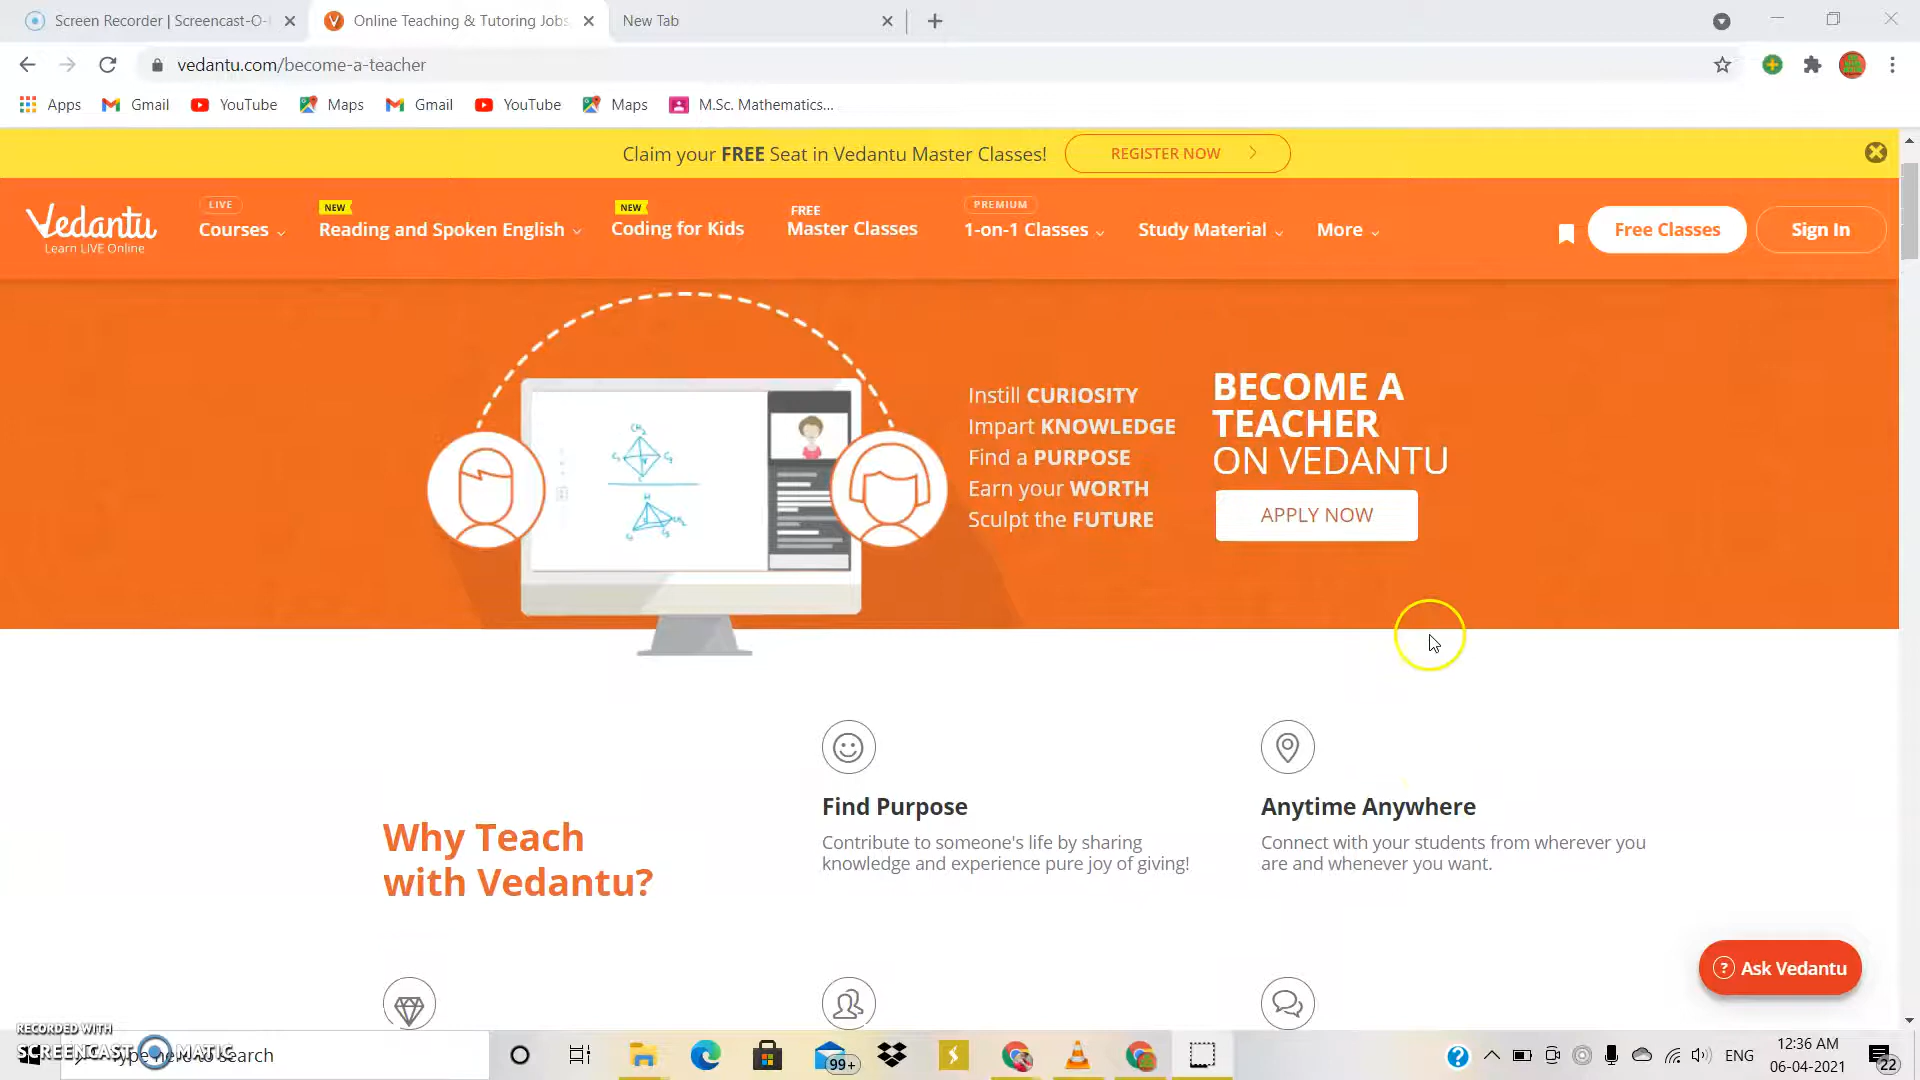 Screen Recorder | Screencast-O-
Online Teaching & Tutoring Jobs
New Tab
vedantu.com/become-a-teacher
Apps
Gmail
YouTube
Maps
Gmail
YouTube
Maps
M.Sc. Mathematics...
Claim your FREE Seat in Vedantu Master Classes!
REGISTER NOW
Vedantu
Learn LIVE Online
LIVE
Courses
NEW
Reading and Spoken English
NEW
Coding for Kids
FREE
Master Classes
PREMIUM
1-on-1 Classes
Study Material
More
Free Classes
Sign In
Instill CURIOSITY
Impart KNOWLEDGE
Find a PURPOSE
Earn your WORTH
Sculpt the FUTURE
BECOME A
TEACHER
ON VEDANTU
APPLY NOW
Why Teach
with Vedantu?
Find Purpose
Contribute to someone's life by sharing
knowledge and experience pure joy of giving!
Anytime Anywhere
Connect with your students from wherever you
are and whenever you want.
Ask Vedantu
RECORDED WITH
SCREENCAST MATIC
Type here to search
99+
ENG
12:36 AM
06-04-2021
22